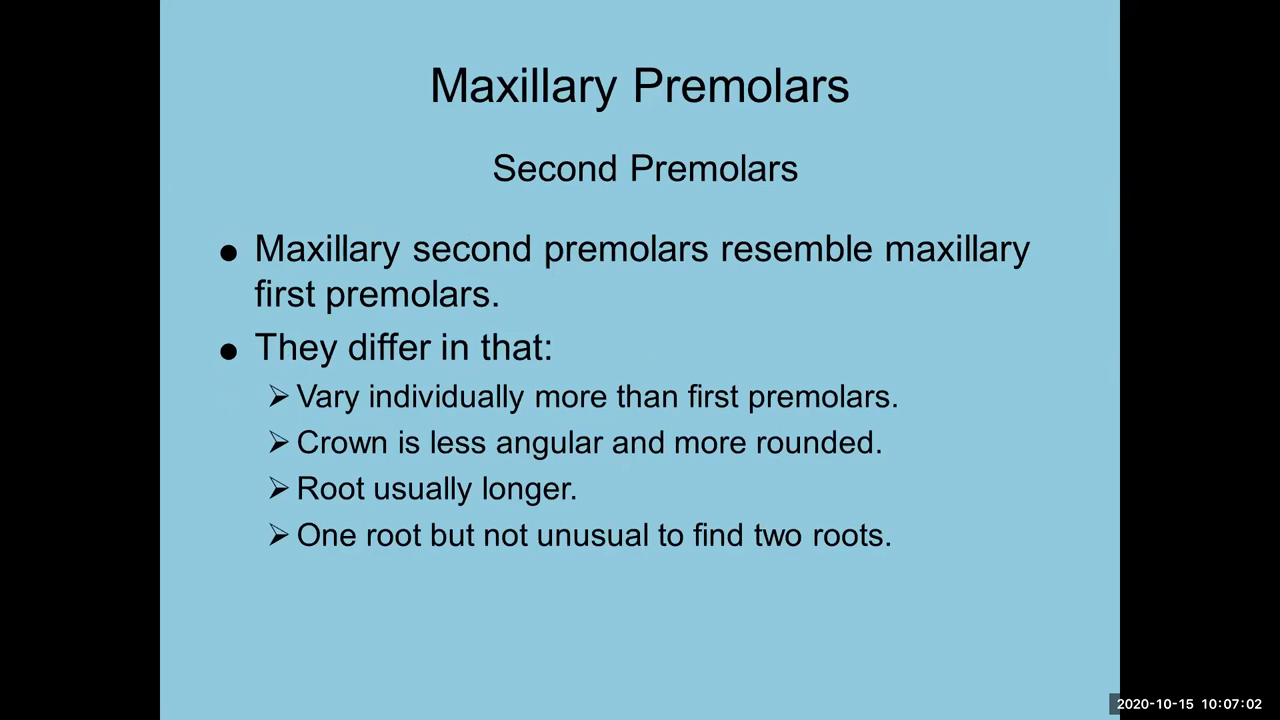 Maxillary Premolars
Second Premolars
● Maxillary second premolars resemble maxillary
first premolars.
● They differ in that:
➢ Vary individually more than first premolars.
➢ Crown is less angular and more rounded.
➢ Root usually longer.
➢ One root but not unusual to find two roots.
2020-10-15 10:07:02